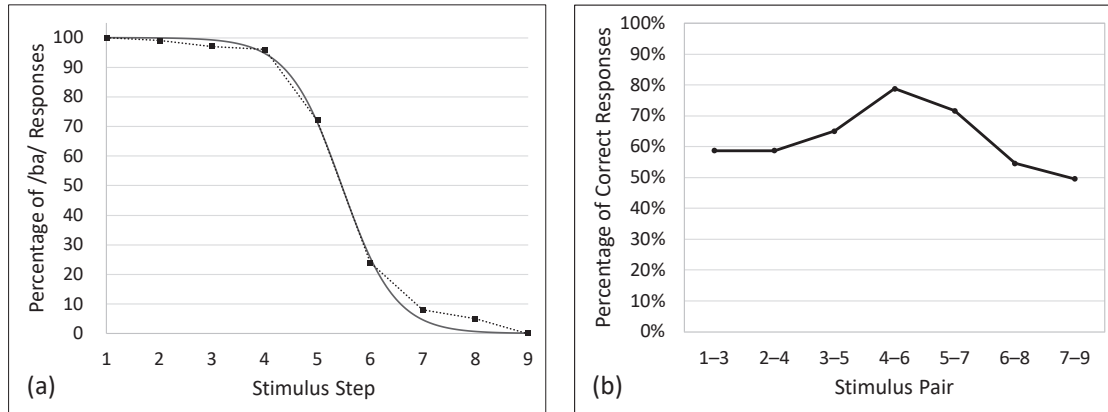 Percentage of /ba/ Responses
100
90
80
70
60
50
40
30
20
10
0
1 2 3 4 5 6 7 8 9
Stimulus Step
(a)
Percentage of Correct Responses
100%
90%
80%
70%
60%
50%
40%
30%
20%
10%
0%
1–3 2–4 3–5 4–6 5–7 6–8 7–9
Stimulus Pair
(b)